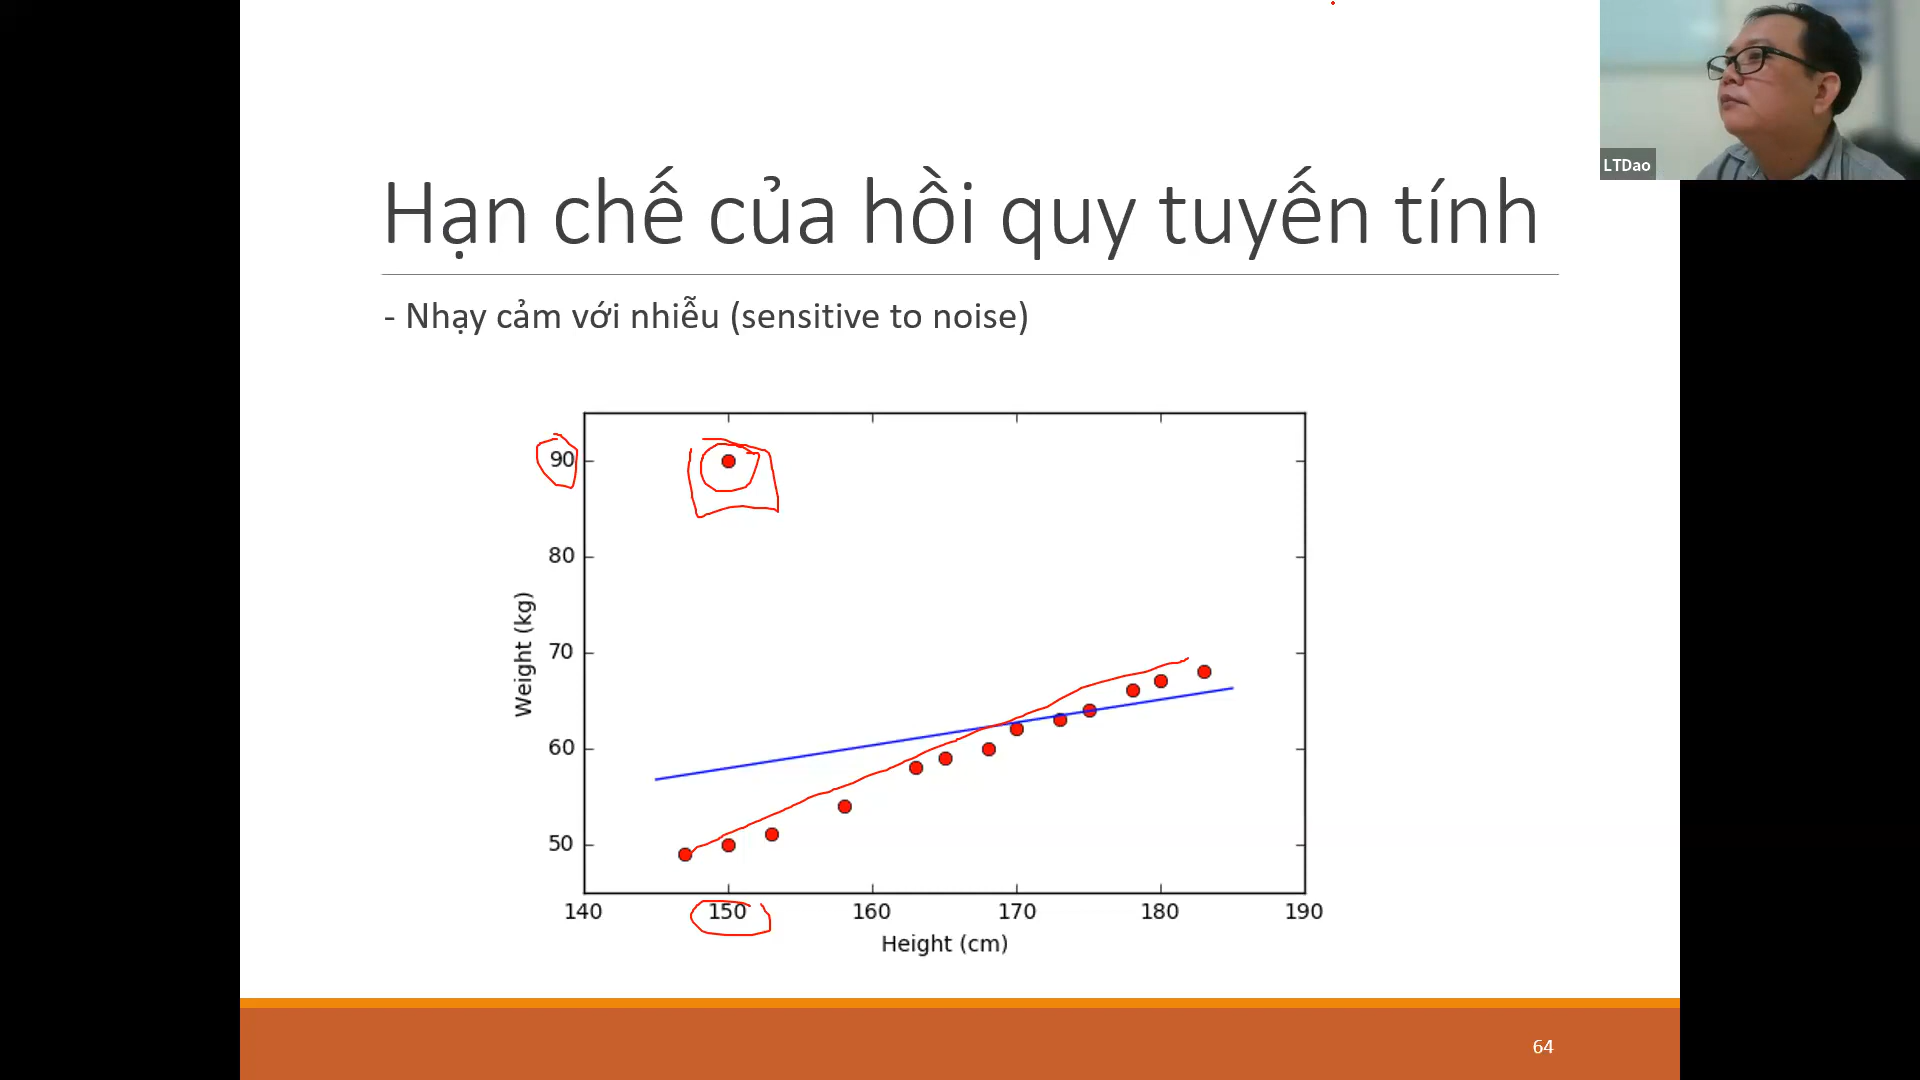 LTDao
Hạn chế của hồi quy tuyến tính
- Nhạy cảm với nhiễu (sensitive to noise)
90
80
70
60
50
Weight (kg)
140 150 160 170 180 190
Height (cm)
64